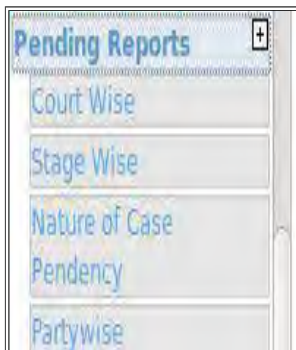 Pending Reports +
Court Wise
Stage Wise
Nature of Case
Pendency
Partywise